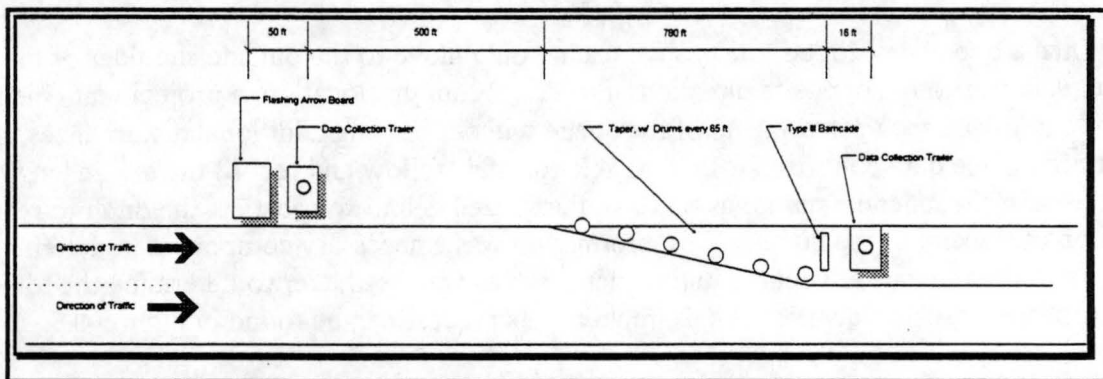 50 ft
500 ft
780 ft
16 ft
Flashing Arrow Board
Data Collection Trailer
Taper, w/ Drums every 65 ft
Type III Barricade
Data Collection Trailer
Direction of Traffic
Direction of Traffic